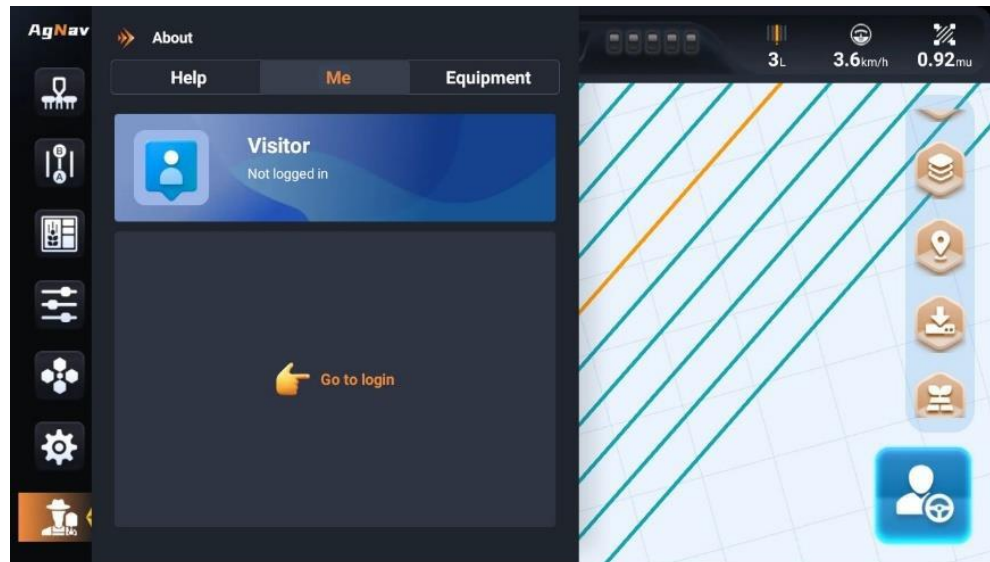 AgNav
About
Help
Me
Equipment
Visitor
Not logged in
Go to login
B
A
3L
3.6km/h
0.92mu